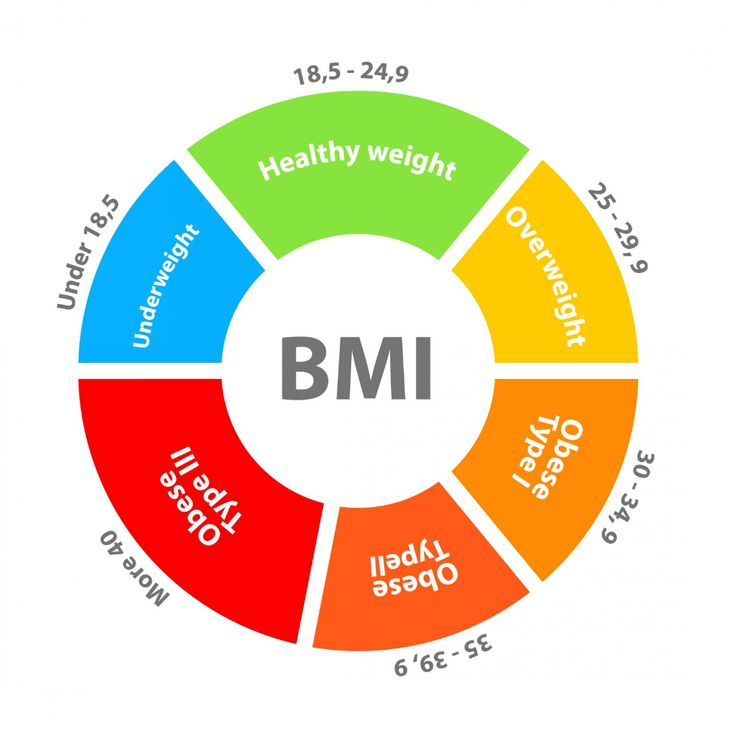 18,5 - 24,9
Healthy weight
25 - 29, 9
Overweight
30 - 34, 9
Obese
Type I
35 - 39, 9
Obese
TypeII
More 40
Obese
Type III
Under 18,5
Underweight
BMI